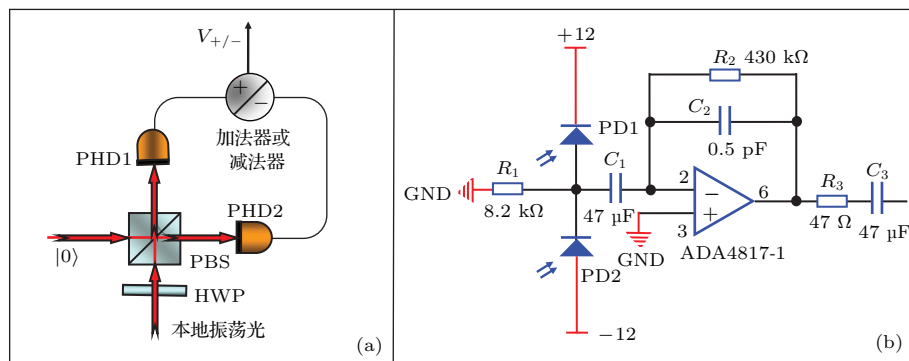 V+/−
加法器或
减法器
PHD1
PHD2
|0⟩
PBS
HWP
本地振荡光
(a)
+12
R2 430 kΩ
C2
0.5 pF
PD1
R1
C1
GND
8.2 kΩ
47 μF
2
3
6
ADA4817-1
R3
47 Ω
C3
47 μF
GND
PD2
−12
(b)